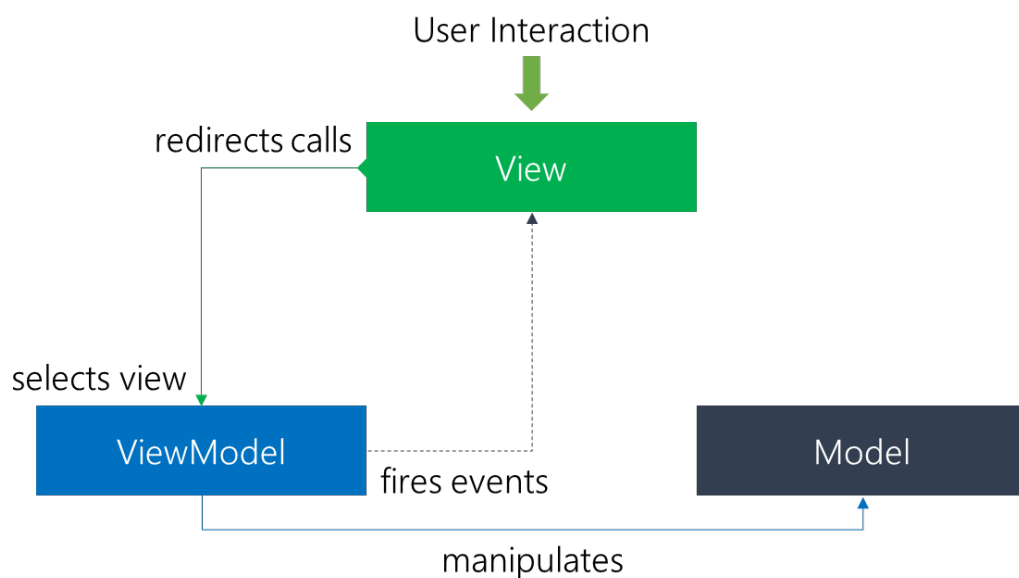 User Interaction
redirects calls
View
selects view
ViewModel
Model
fires events
manipulates